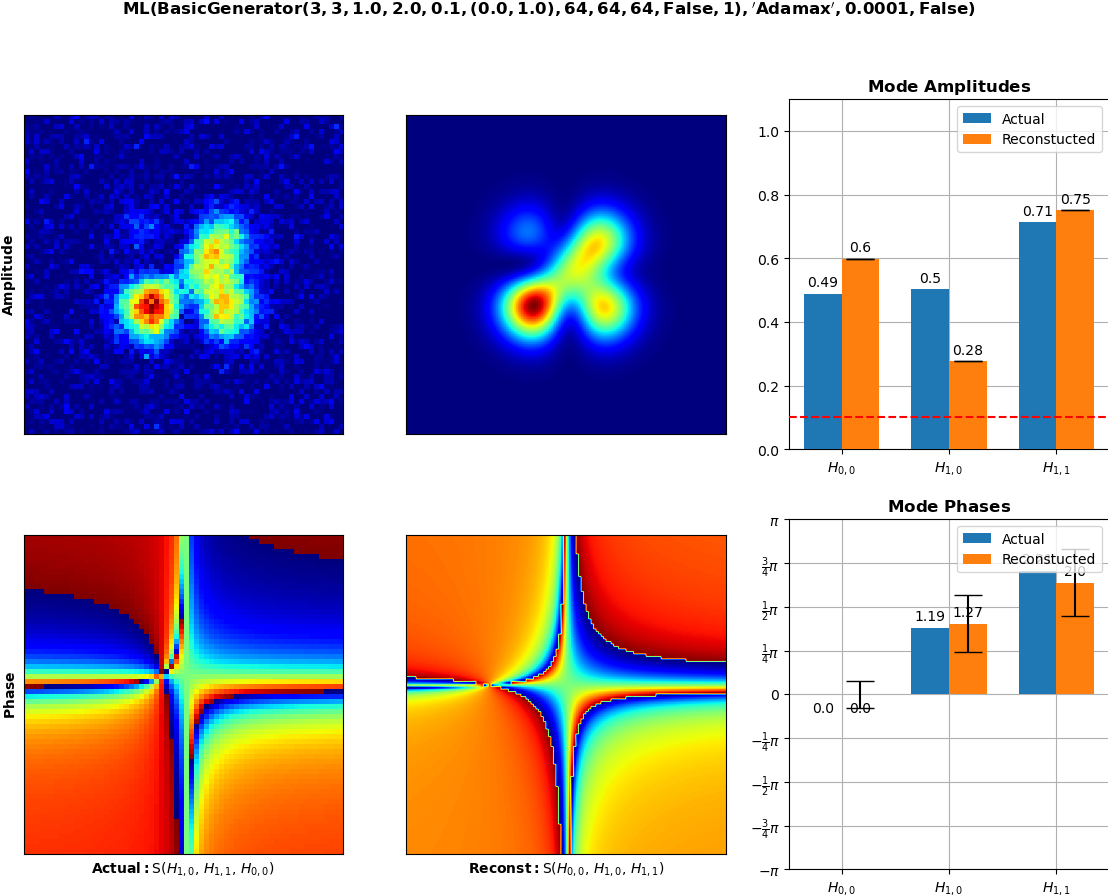 ML(BasicGenerator(3, 3, 1.0, 2.0, 0.1, (0.0, 1.0), 64, 64, 64, False, 1), ′Adamax′, 0.0001, False)
Mode Amplitudes
Actual
Reconstucted
1.0
0.8
0.6
0.4
0.2
0.0
0.49
0.6
0.5
0.28
0.71
0.75
H0,0
H1,0
H1,1
Amplitude
Mode Phases
Actual
Reconstucted
π
3/4π
1/2π
1/4π
0
−1/4π
−1/2π
−3/4π
−π
0.0
0.0
1.19
1.27
2.0
H0,0
H1,0
H1,1
Phase
Actual: S(H1,0, H1,1, H0,0)
Reconst: S(H0,0, H1,0, H1,1)